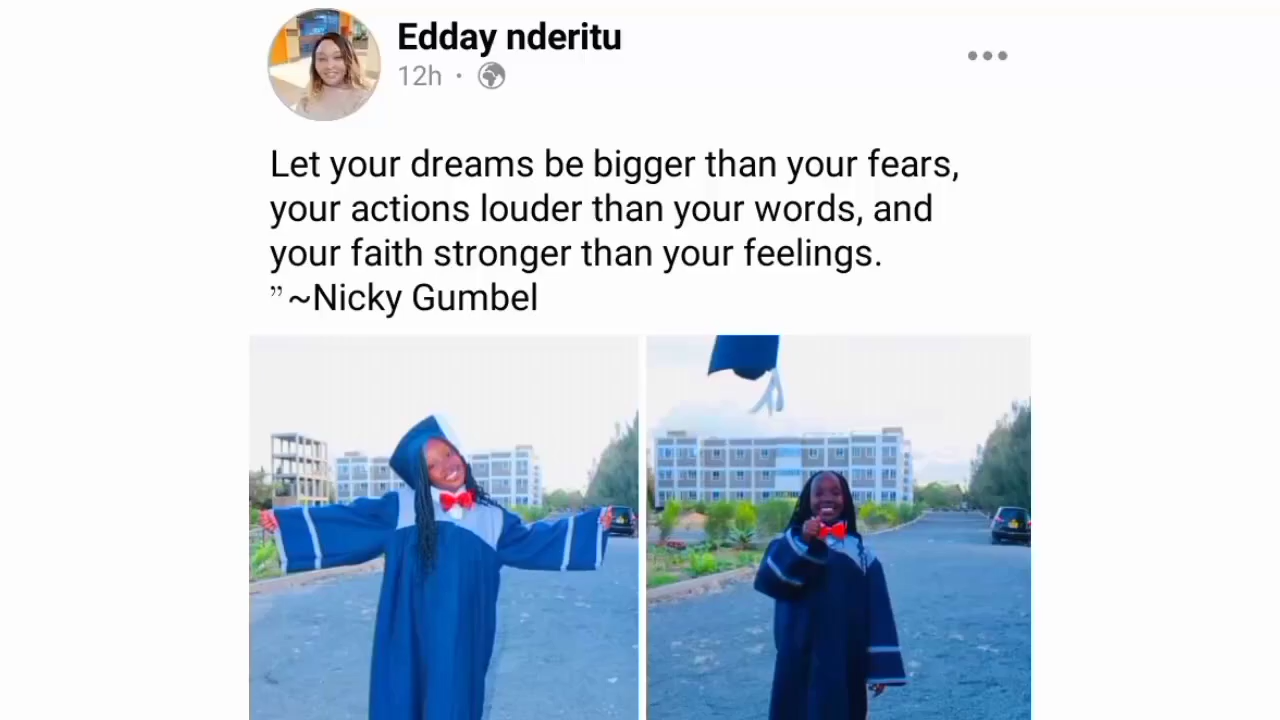 Edday nderitu
12h ·
Let your dreams be bigger than your fears,
your actions louder than your words, and
your faith stronger than your feelings.
” ~Nicky Gumbel